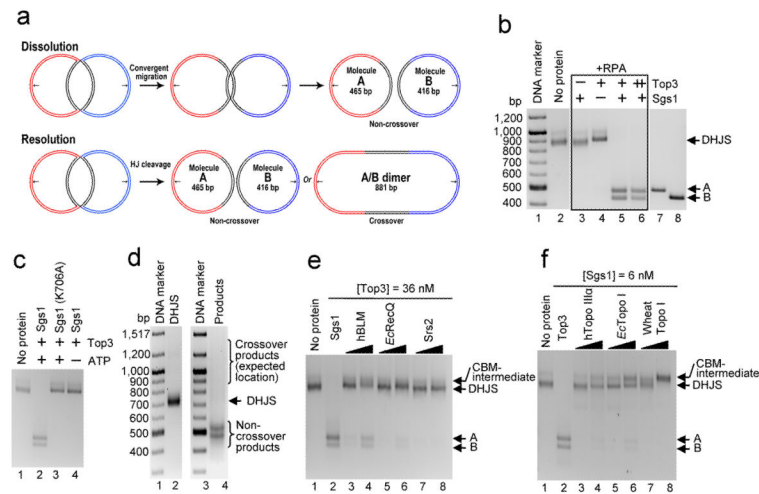 a
Dissolution
Convergent
migration
Molecule
A
465 bp
Molecule
B
416 bp
Non-crossover
Resolution
HJ cleavage
Molecule
A
465 bp
Molecule
B
416 bp
Non-crossover
or
A/B dimer
881 bp
Crossover
b
DNA marker
No protein
+RPA
− + + ++ Top3
+ − + + Sgs1
bp
1,200
1,000
900
800
700
600
500
400
DHJS
A
B
1 2 3 4 5 6 7 8
c
No protein
Sgs1
Sgs1 (K706A)
Sgs1
+ + + Top3
+ + − ATP
1 2 3 4
d
DNA marker
DHJS
DNA marker
Products
bp
1,517
1,200
1,000
900
800
700
600
500
400
Crossover
products
(expected
location)
DHJS
Non-
crossover
products
1 2 3 4
e
[Top3] = 36 nM
No protein
Sgs1
hBLM
EcRecQ
Srs2
CBM-
intermediate
DHJS
A
B
1 2 3 4 5 6 7 8
f
[Sgs1] = 6 nM
No protein
Top3
hTopo IIIα
EcTopo I
Wheat
Topo I
CBM-
intermediate
DHJS
A
B
1 2 3 4 5 6 7 8